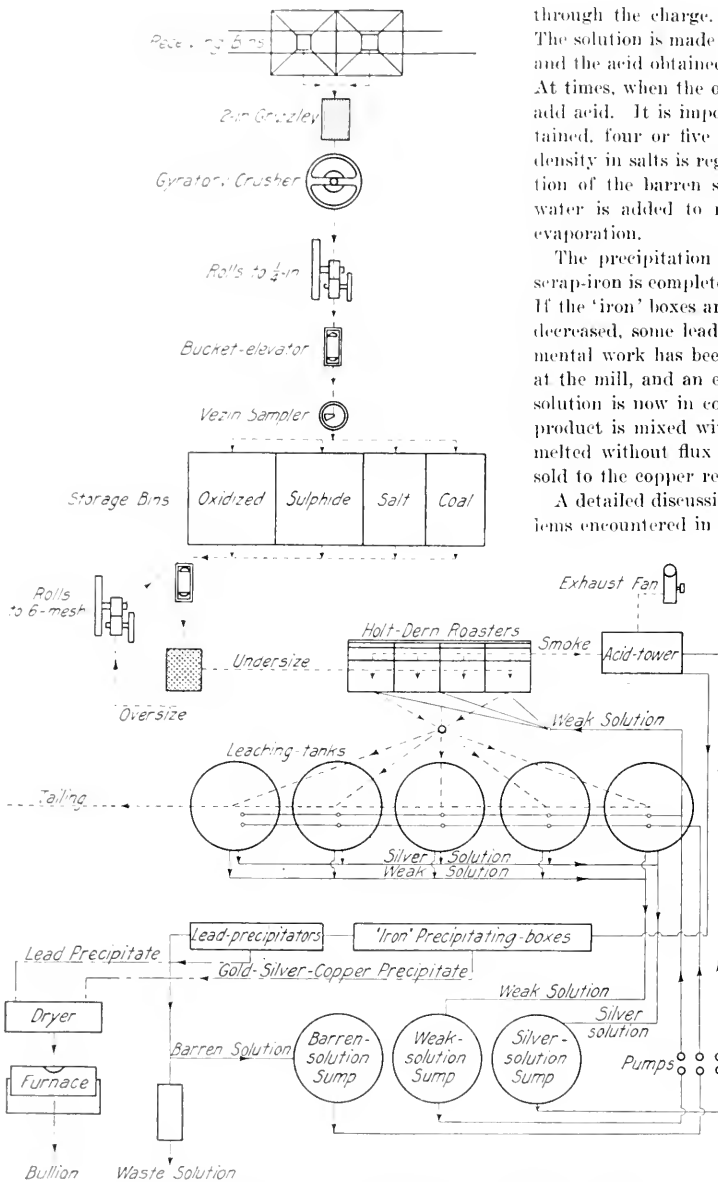 through the charge.
The solution is made
and the acid obtained
At times, when the o
add acid. It is impo
tained, four or five
density in salts is reg
tion of the barren s
water is added to r
evaporation.
The precipitation
scrap-iron is complete
If the 'iron' boxes ar
decreased, some lead
mental work has been
at the mill, and an e
solution is now in co
product is mixed wit
melted without flux
sold to the copper re
A detailed discussi
lems encountered in
Bins
2-in Grizzley
Gyratory Crusher
Rolls to 1/4-in
Bucket-elevator
Vezin Sampler
Storage Bins
Oxidized
Sulphide
Salt
Coal
Rolls
to 6-mesh
Exhaust Fan
Holt-Dern Roasters
Smoke
Acid-tower
Undersize
Oversize
Weak Solution
Leaching-tanks
Tailing
Silver Solution
Weak Solution
Lead-precipitators
'Iron' Precipitating-boxes
Lead Precipitate
Gold-Silver-Copper Precipitate
Weak Solution
Silver
solution
Dryer
Barren Solution
Barren-
solution
Sump
Weak-
solution
Sump
Silver-
solution
Sump
Pumps
Furnace
Bullion
Waste Solution